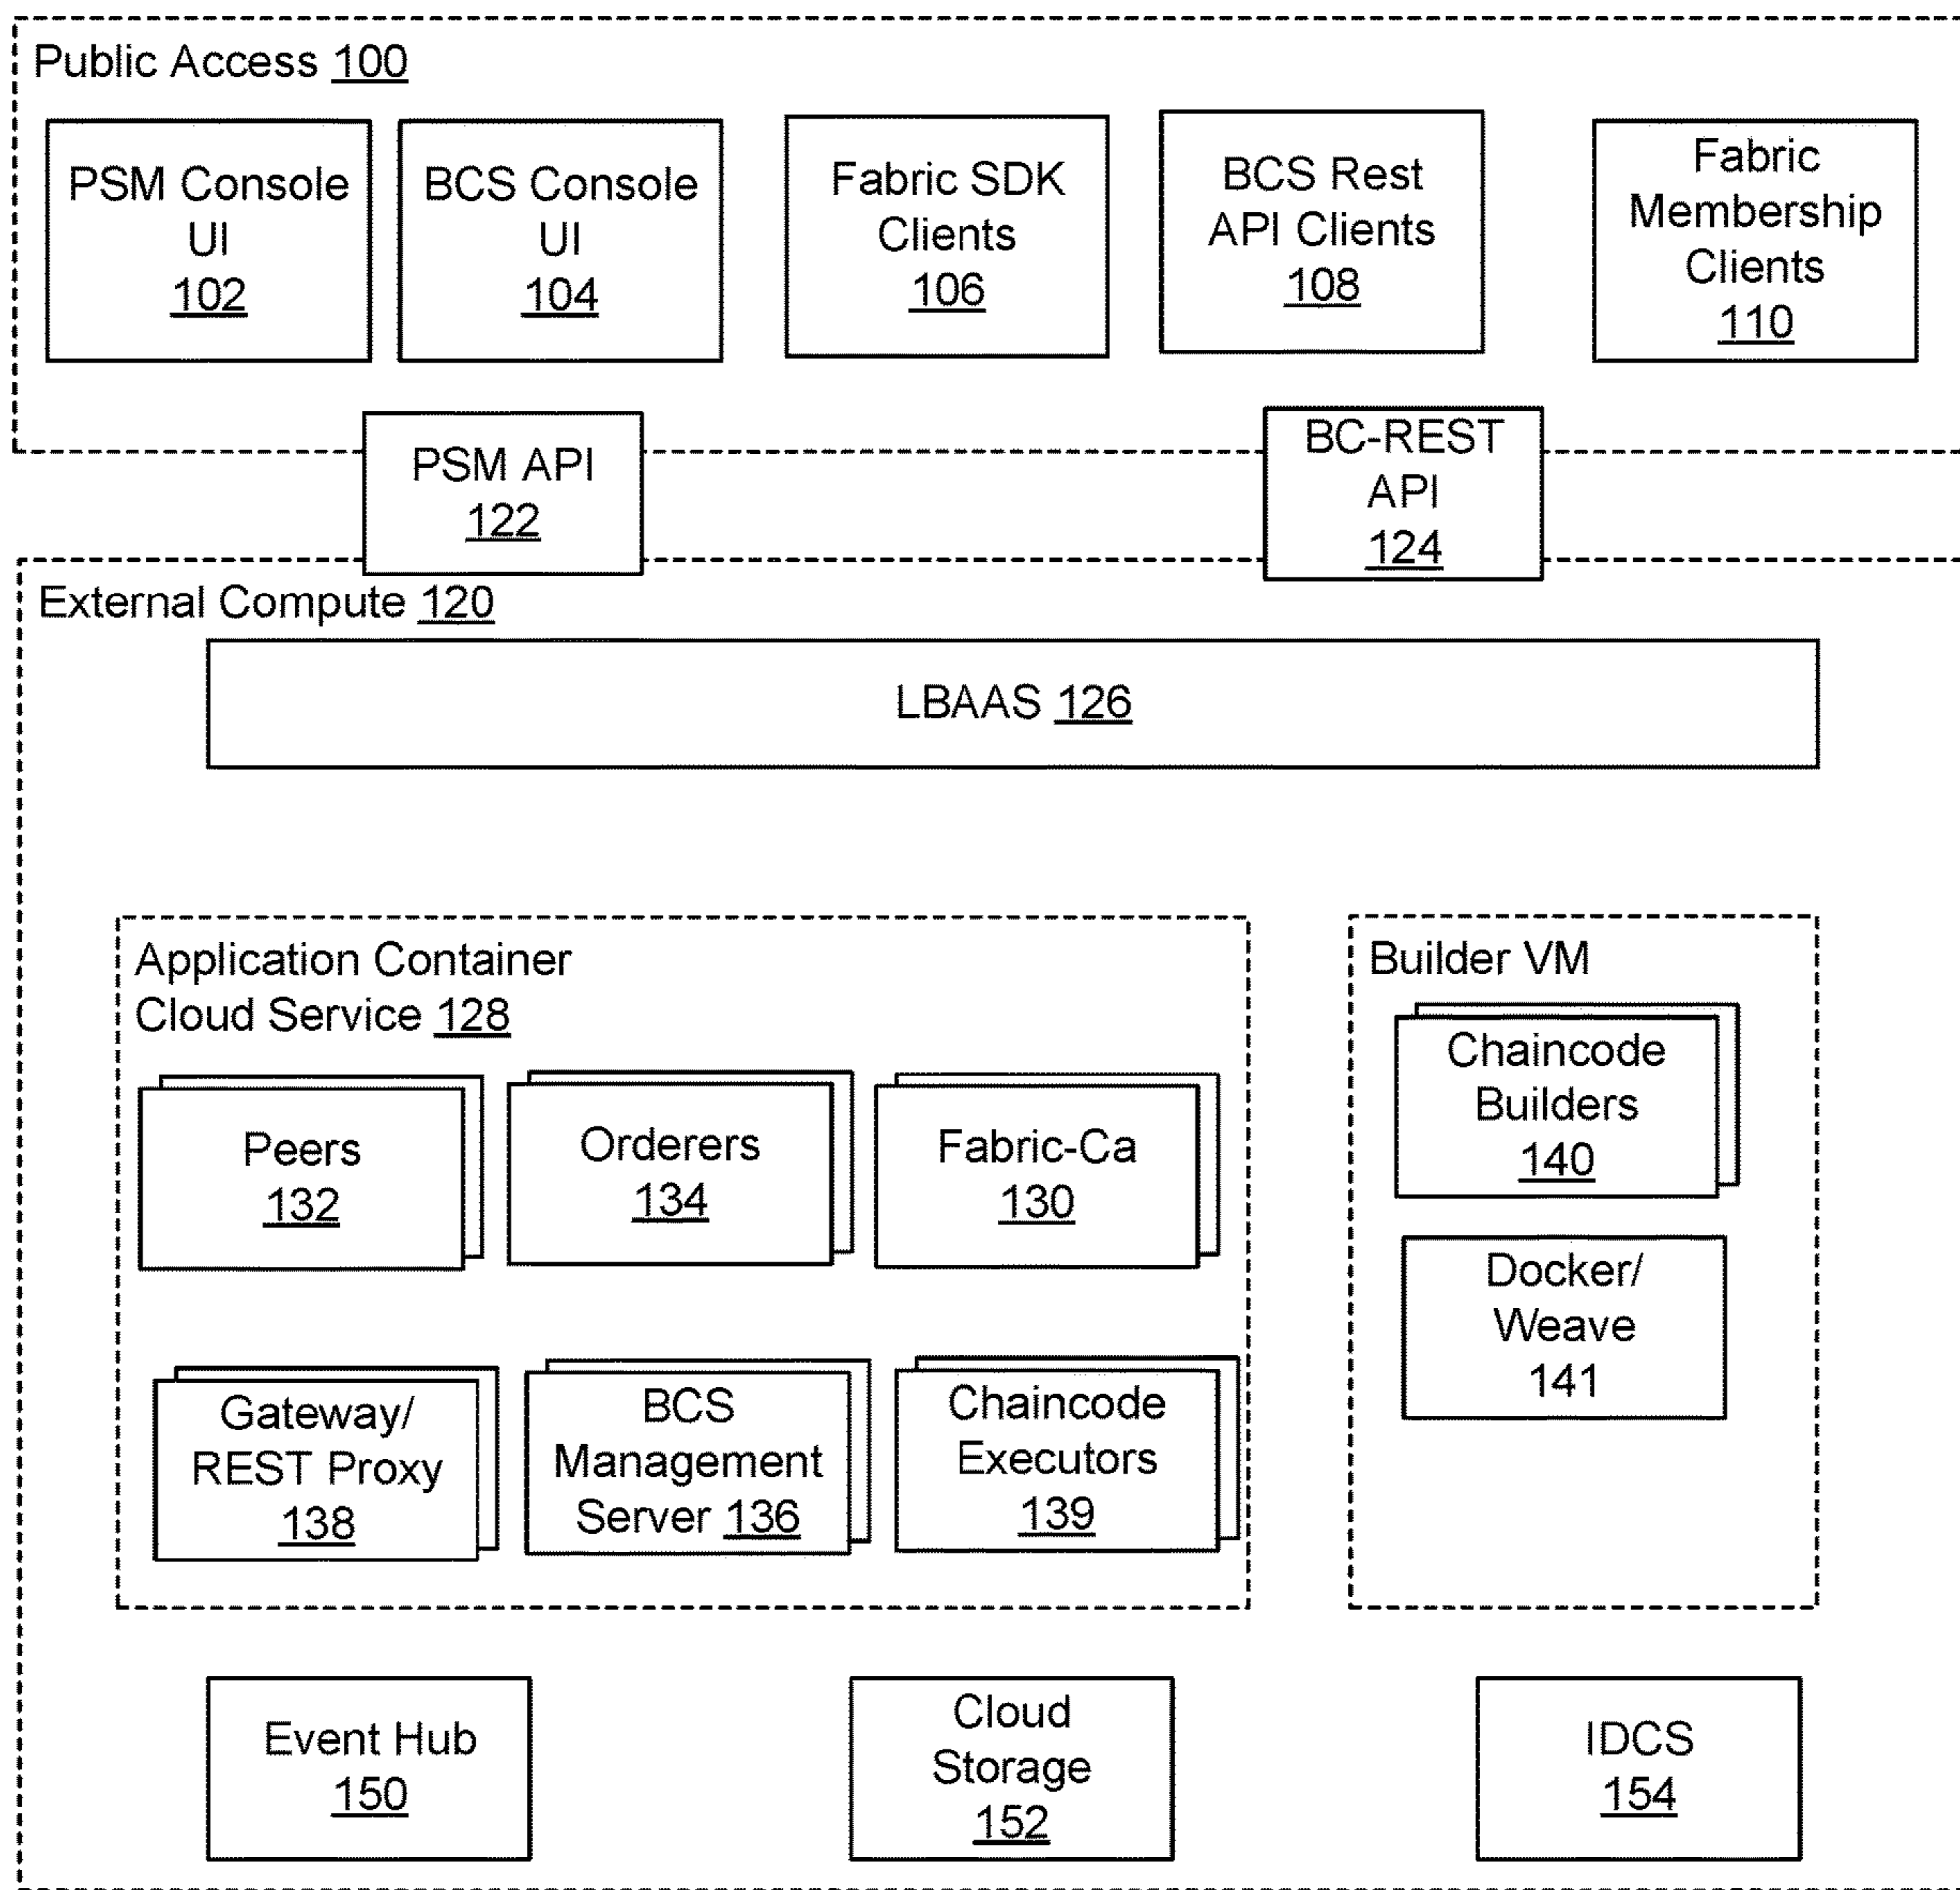 Public Access 100
PSM Console
UI
102
BCS Console
UI
104
Fabric SDK
Clients
106
BCS Rest
API Clients
108
Fabric
Membership
Clients
110
PSM API
122
BC-REST
API
124
External Compute 120
LBAAS 126
Application Container
Cloud Service 128
Peers
132
Orderers
134
Fabric-Ca
130
Gateway/
REST Proxy
138
BCS
Management
Server 136
Chaincode
Executors
139
Builder VM
Chaincode
Builders
140
Docker/
Weave
141
Event Hub
150
Cloud
Storage
152
IDCS
154